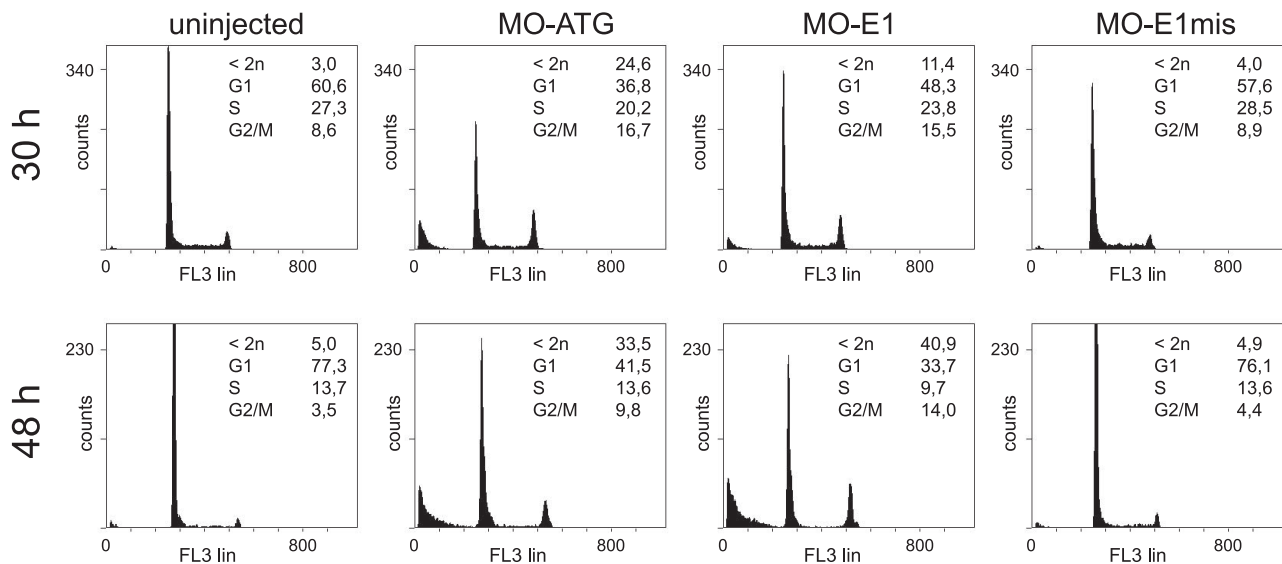 uninjected
MO-ATG
MO-E1
MO-E1mis
30 h
counts
340
< 2n 3,0
G1 60,6
S 27,3
G2/M 8,6
0 800
FL3 lin
counts
340
< 2n 24,6
G1 36,8
S 20,2
G2/M 16,7
0 800
FL3 lin
counts
340
< 2n 11,4
G1 48,3
S 23,8
G2/M 15,5
0 800
FL3 lin
counts
340
< 2n 4,0
G1 57,6
S 28,5
G2/M 8,9
0 800
FL3 lin
48 h
counts
230
< 2n 5,0
G1 77,3
S 13,7
G2/M 3,5
0 800
FL3 lin
counts
230
< 2n 33,5
G1 41,5
S 13,6
G2/M 9,8
0 800
FL3 lin
counts
230
< 2n 40,9
G1 33,7
S 9,7
G2/M 14,0
0 800
FL3 lin
counts
230
< 2n 4,9
G1 76,1
S 13,6
G2/M 4,4
0 800
FL3 lin